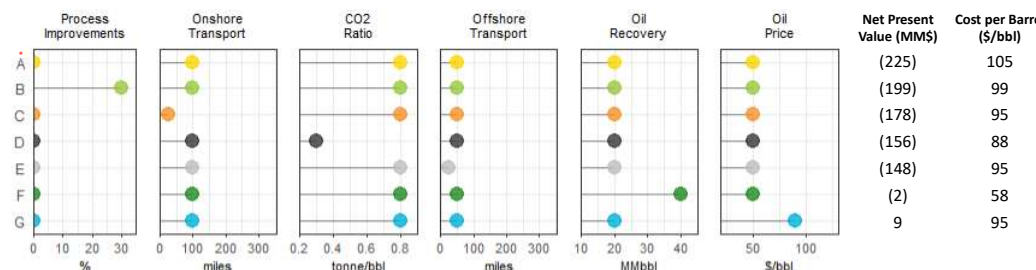 Process
Improvements
Onshore
Transport
CO2
Ratio
Offshore
Transport
Oil
Recovery
Oil
Price
Net Present
Value (MM$)
Cost per Barre
($/bbl)
A (225) 105
B (199) 99
C (178) 95
D (156) 88
E (148) 95
F (2) 58
G 9 95
0 10 20 30 0 100 200 300 0.2 0.4 0.6 0.8 0 100 200 300 10 20 30 40 50 100
% miles tonne/bbl miles MMbbl $/bbl